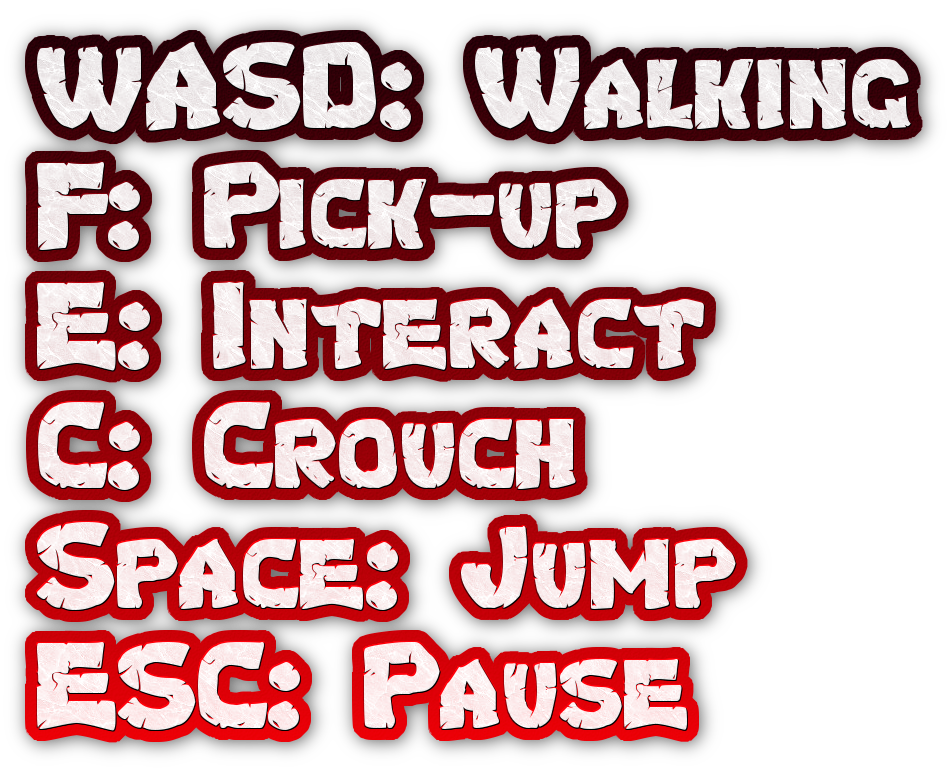 WASD: Walking
F: Pick-up
E: Interact
C: Crouch
Space: Jump
ESC: Pause